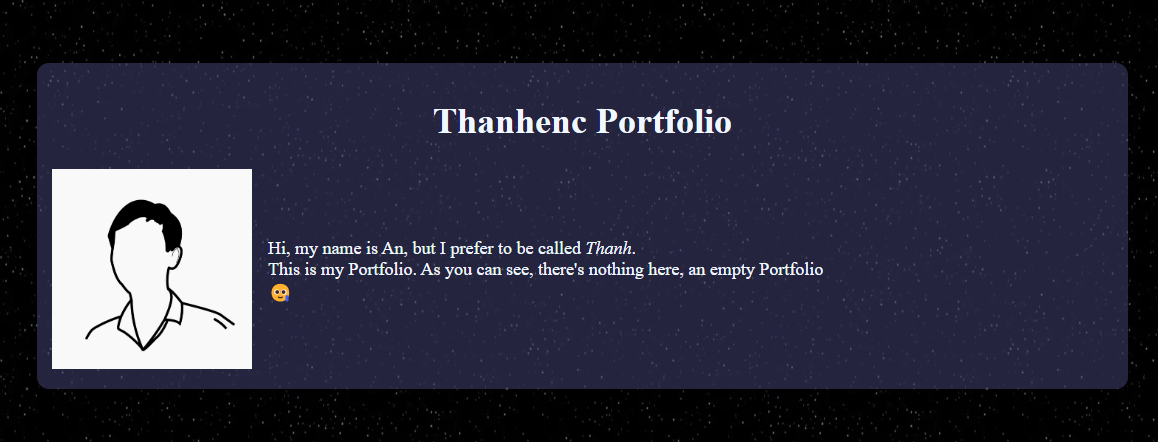 Thanhenc Portfolio
Hi, my name is An, but I prefer to be called Thanh.
This is my Portfolio. As you can see, there's nothing here, an empty Portfolio